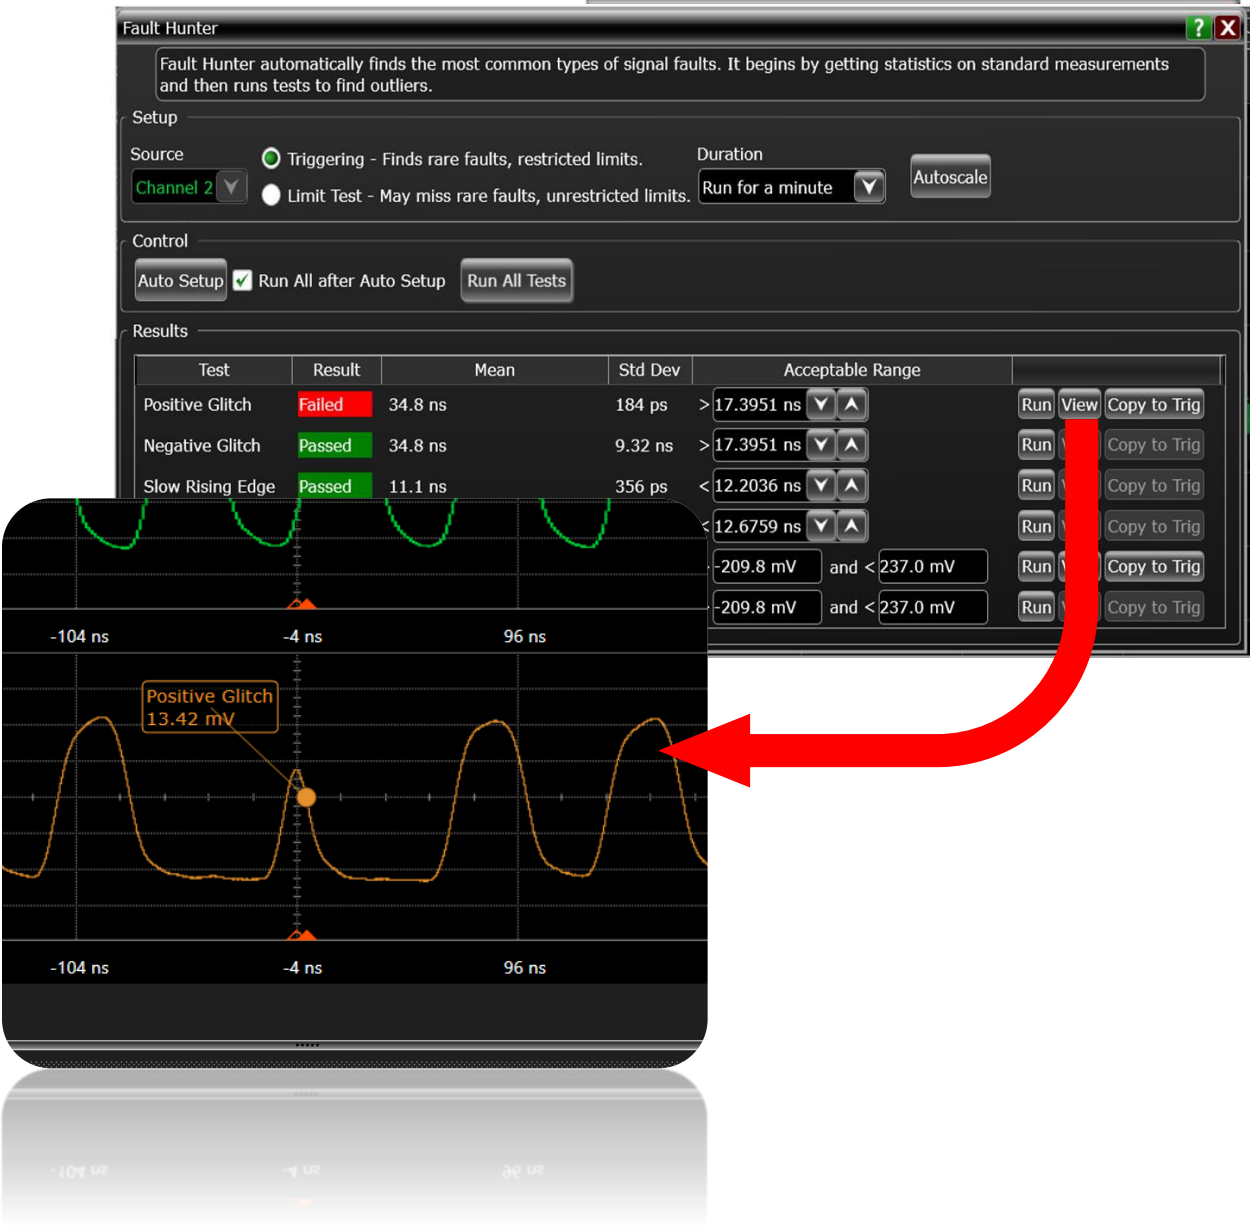 Fault Hunter
?
X
Fault Hunter automatically finds the most common types of signal faults. It begins by getting statistics on standard measurements
and then runs tests to find outliers.
Setup
Source
Channel 2
Triggering - Finds rare faults, restricted limits.
Limit Test - May miss rare faults, unrestricted limits.
Duration
Run for a minute
Autoscale
Control
Auto Setup
Run All after Auto Setup
Run All Tests
Results
Test Result Mean Std Dev Acceptable Range
Positive Glitch Failed 34.8 ns 184 ps > 17.3951 ns Run View Copy to Trig
Negative Glitch Passed 34.8 ns 9.32 ns > 17.3951 ns Run Copy to Trig
Slow Rising Edge Passed 11.1 ns 356 ps < 12.2036 ns Run Copy to Trig
< 12.6759 ns Run Copy to Trig
-209.8 mV and < 237.0 mV Run Copy to Trig
-209.8 mV and < 237.0 mV Run Copy to Trig
-104 ns -4 ns 96 ns
Positive Glitch
13.42 mV
-104 ns -4 ns 96 ns